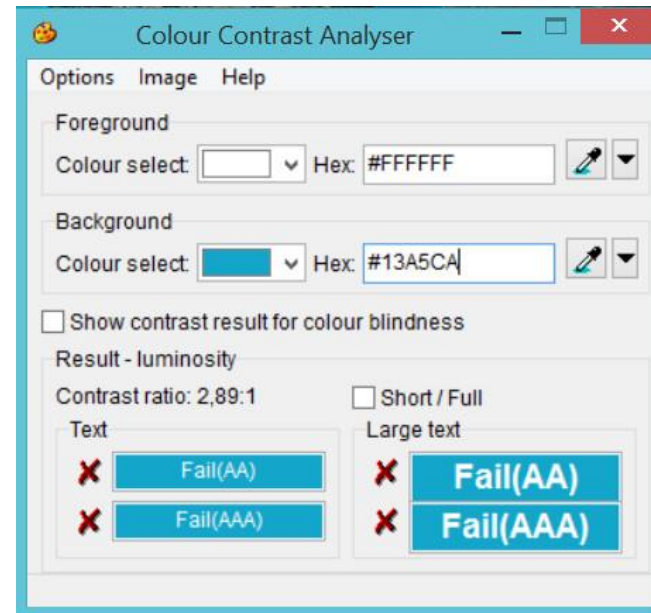 Colour Contrast Analyser
Options Image Help
Foreground
Colour select: Hex: #FFFFFF
Background
Colour select: Hex: #13A5CA
Show contrast result for colour blindness
Result - luminosity
Contrast ratio: 2,89:1 Short / Full
Text Large text
Fail(AA) Fail(AA)
Fail(AAA) Fail(AAA)